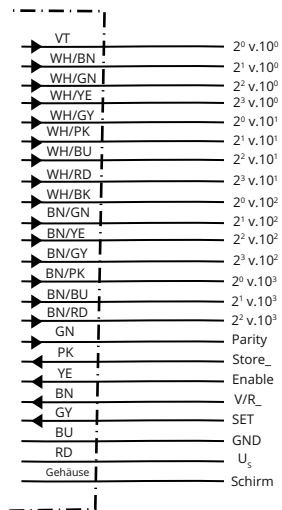 VT 2⁰ v.10⁰
WH/BN 2¹ v.10⁰
WH/GN 2² v.10⁰
WH/YE 2³ v.10⁰
WH/GY 2⁰ v.10¹
WH/PK 2¹ v.10¹
WH/BU 2² v.10¹
WH/RD 2³ v.10¹
WH/BK 2⁰ v.10²
BN/GN 2¹ v.10²
BN/YE 2² v.10²
BN/GY 2³ v.10²
BN/PK 2⁰ v.10³
BN/BU 2¹ v.10³
BN/RD 2² v.10³
GN Parity
PK Store_
YE Enable
BN V/R_
GY SET
BU GND
RD Uₛ
Gehäuse Schirm